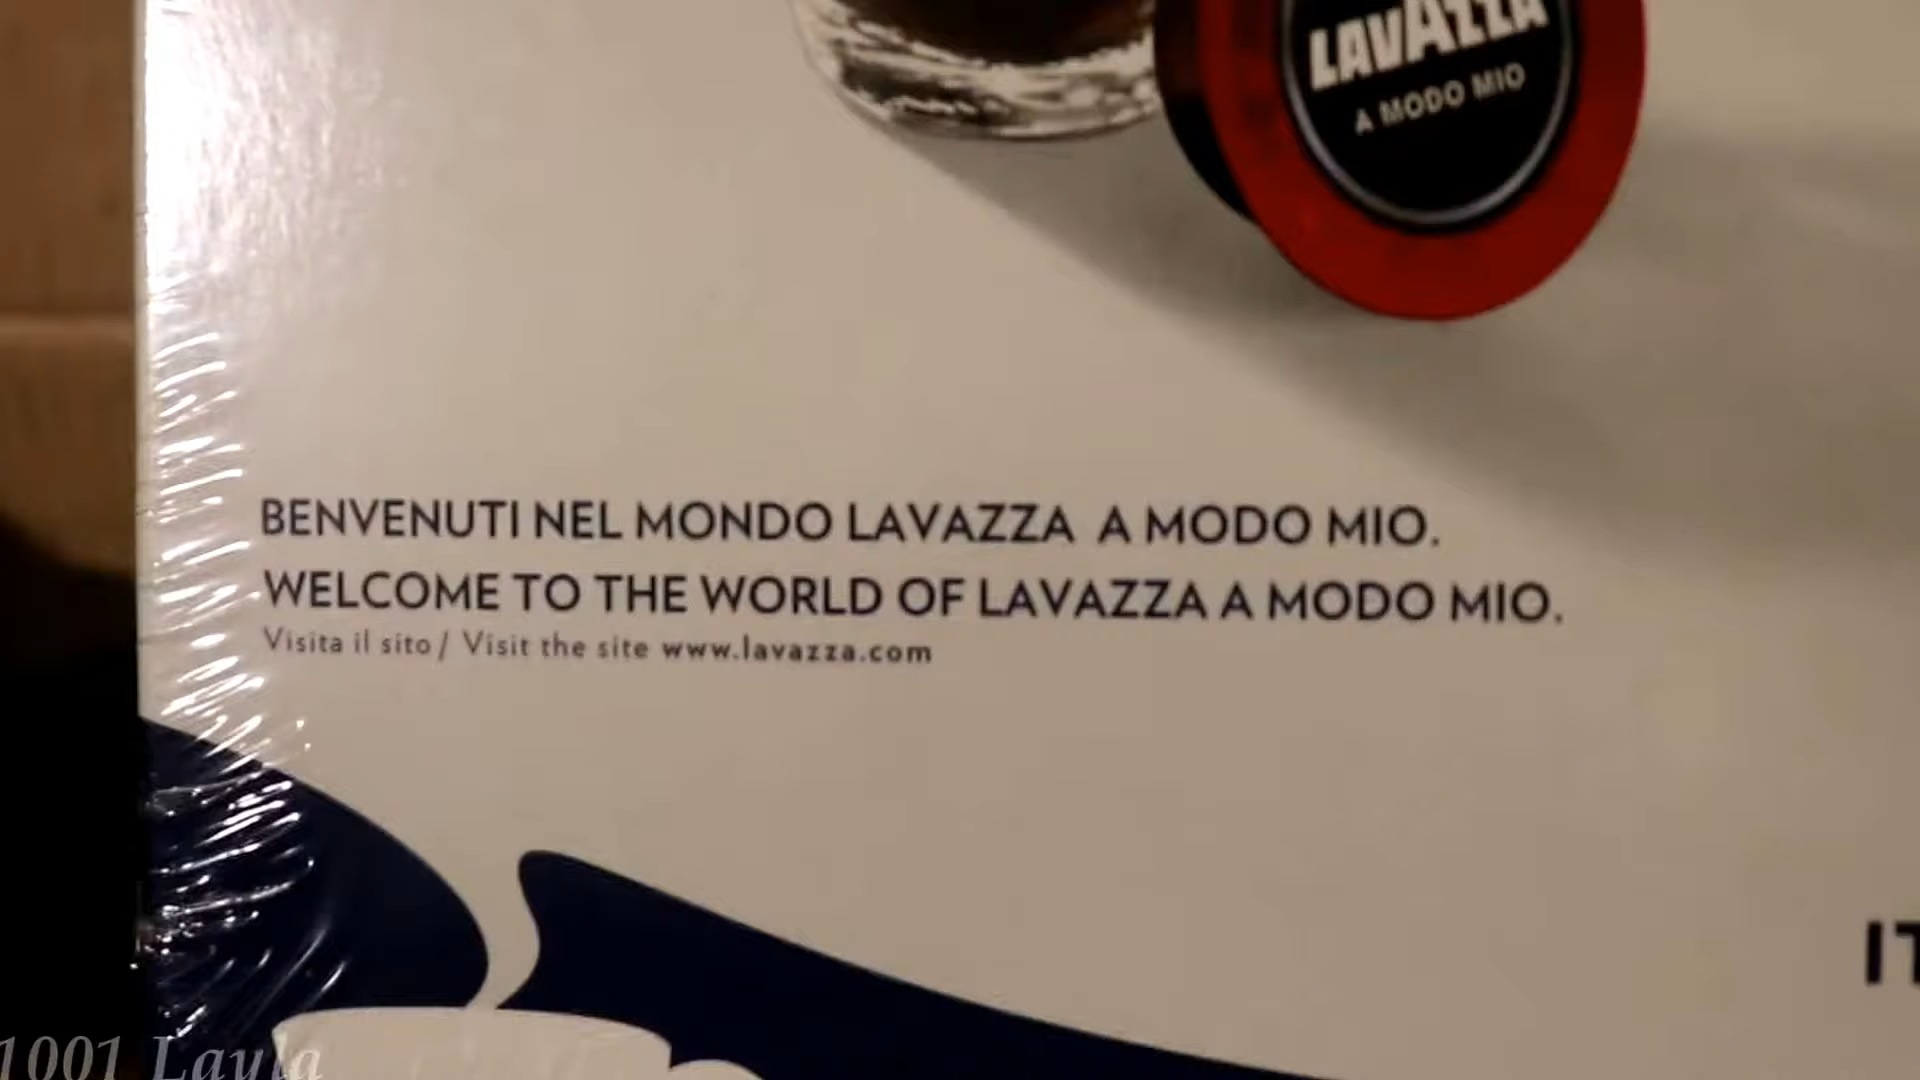 LAVAZZA
A MODO MIO
BENVENUTI NEL MONDO LAVAZZA A MODO MIO.
WELCOME TO THE WORLD OF LAVAZZA A MODO MIO.
Visita il sito / Visit the site www.lavazza.com
IT
1001 Layla